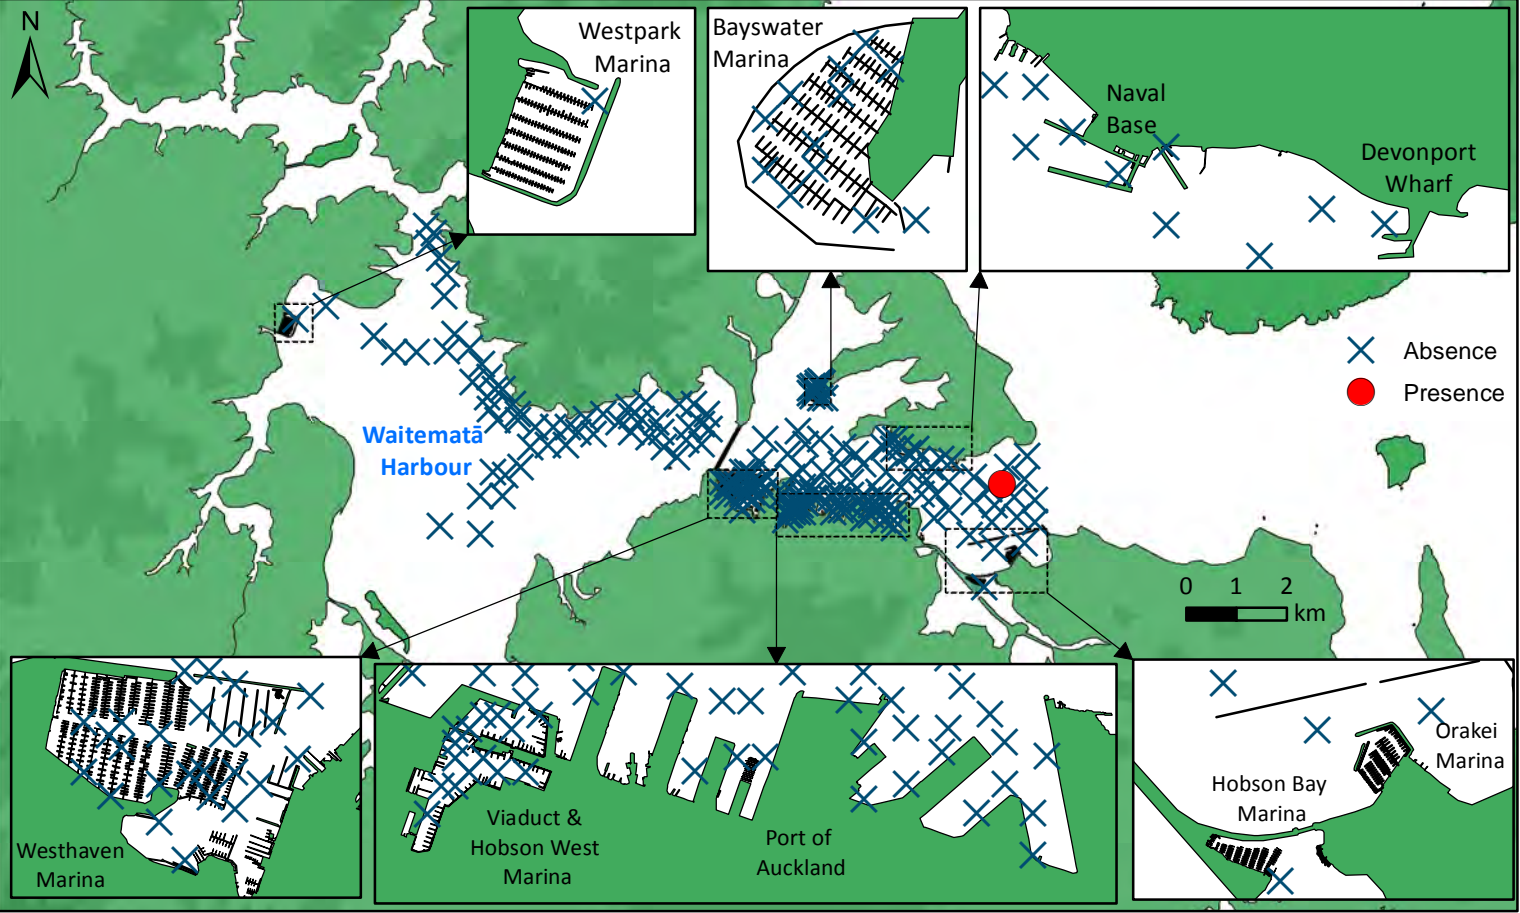 N
Westpark
Marina
Bayswater
Marina
Naval
Base
Devonport
Wharf
Absence
Presence
Waitematā
Harbour
0 1 2
km
Westhaven
Marina
Viaduct &
Hobson West
Marina
Port of
Auckland
Hobson Bay
Marina
Orakei
Marina